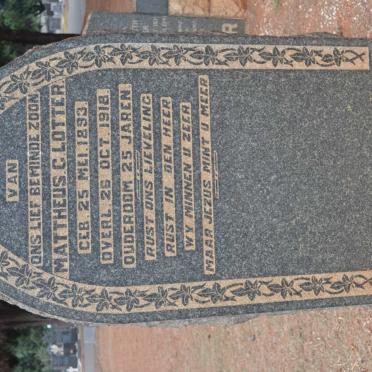 VAN
ONS LIEF BEMINDE ZOON
MATTHEUS C. LOTTER
GEB. 25 MEI. 1893
OVERL. 26 OCT. 1918.
OUDERDOM 25 JAREN
RUST ONS LIEVELING
RUST IN DEN HEER
WY MINNEN U ZEER
MAAR JEZUS MINT U MEER